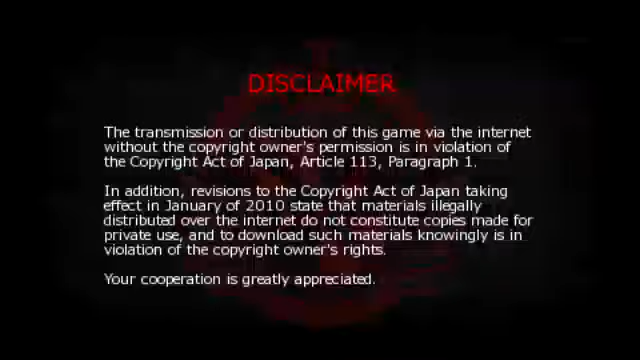 DISCLAIMER
The transmission or distribution of this game via the internet
without the copyright owner's permission is in violation of
the Copyright Act of Japan, Article 113, Paragraph 1.
In addition, revisions to the Copyright Act of Japan taking
effect in January of 2010 state that materials illegally
distributed over the internet do not constitute copies made for
private use, and to download such materials knowingly is in
violation of the copyright owner's rights.
Your cooperation is greatly appreciated.